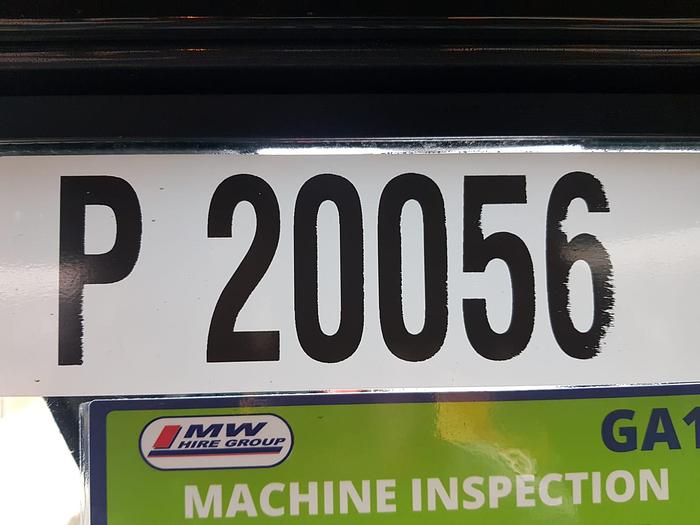 P 20056
MW
HIRE GROUP
GA1
MACHINE INSPECTION